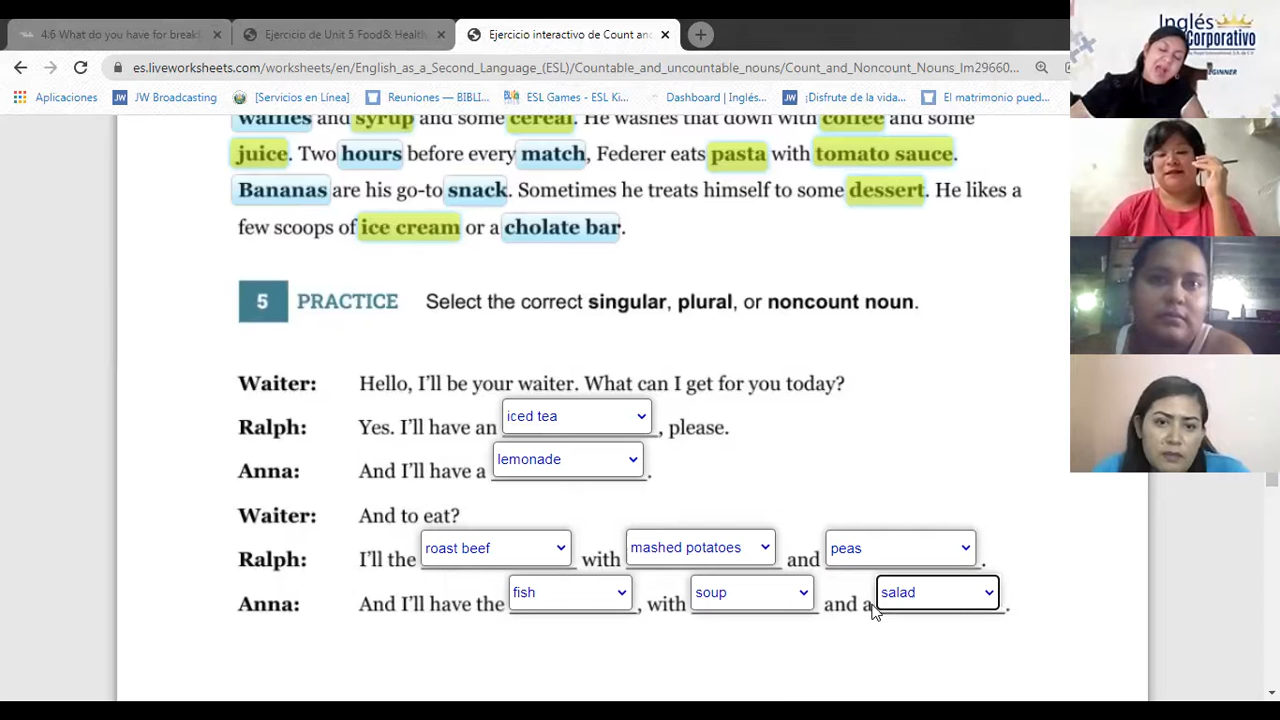 4.6 What do you have for break
Ejercicio de Unit 5 Food& Health
Ejercicio interactivo de Count an
es.liveworksheets.com/worksheets/en/English_as_a_Second_Language_(ESL)/Countable_and_uncountable_nouns/Count_and_Noncount_Nouns_lm29660...
Aplicaciones
JW Broadcasting
[Servicios en Línea]
Reuniones — BIBLI...
ESL Games - ESL Ki...
Dashboard | Inglés...
¡Disfrute de la vida...
El matrimonio pued...
Inglés
Corporativo
waffles and syrup and some cereal. He washes that down with coffee and some
juice. Two hours before every match, Federer eats pasta with tomato sauce.
Bananas are his go-to snack. Sometimes he treats himself to some dessert. He likes a
few scoops of ice cream or a cholate bar.
5 PRACTICE Select the correct singular, plural, or noncount noun.
Waiter: Hello, I'll be your waiter. What can I get for you today?
Ralph: Yes. I'll have an iced tea, please.
Anna: And I'll have a lemonade.
Waiter: And to eat?
Ralph: I'll the roast beef with mashed potatoes and peas.
Anna: And I'll have the fish, with soup and a salad.